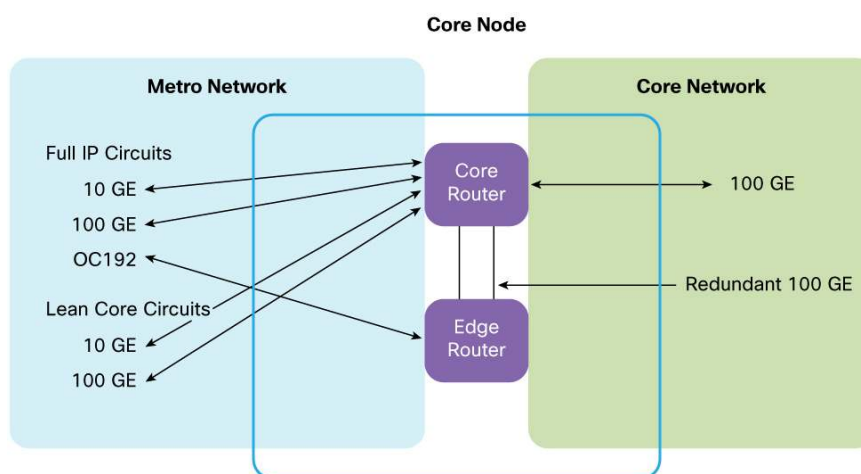 Core Node
Metro Network
Core Network
Full IP Circuits
10 GE
100 GE
OC192
Lean Core Circuits
10 GE
100 GE
Core
Router
Edge
Router
100 GE
Redundant 100 GE